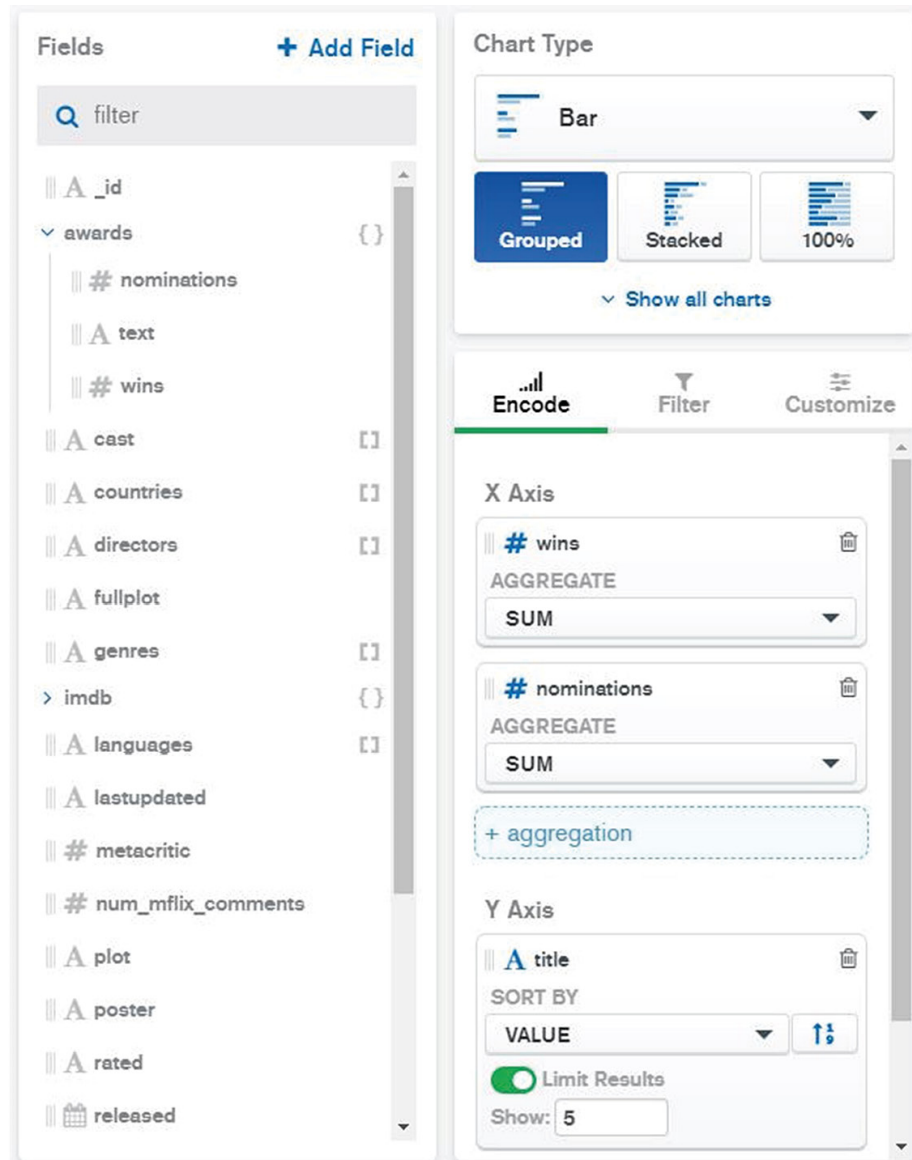 Fields
+ Add Field
filter
A _id
awards { }
# nominations
A text
# wins
A cast [ ]
A countries [ ]
A directors [ ]
A fullplot
A genres [ ]
imdb { }
A languages [ ]
A lastupdated
# metacritic
# num_mflix_comments
A plot
A poster
A rated
released
Chart Type
Bar
Grouped
Stacked
100%
Show all charts
Encode
Filter
Customize
X Axis
# wins
AGGREGATE
SUM
# nominations
AGGREGATE
SUM
+ aggregation
Y Axis
A title
SORT BY
VALUE
Limit Results
Show: 5